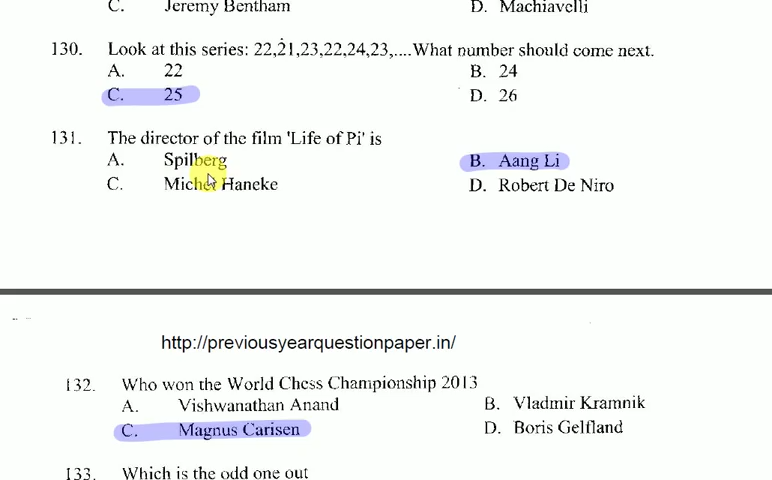 C. Jeremy Bentham D. Machiavelli
130. Look at this series: 22,21,23,22,24,23,....What number should come next.
A. 22 B. 24
C. 25 D. 26
131. The director of the film 'Life of Pi' is
A. Spilberg B. Aang Li
C. Michel Haneke D. Robert De Niro
http://previousyearquestionpaper.in/
132. Who won the World Chess Championship 2013
A. Vishwanathan Anand B. Vladmir Kramnik
C. Magnus Carisen D. Boris Gelfland
133. Which is the odd one out